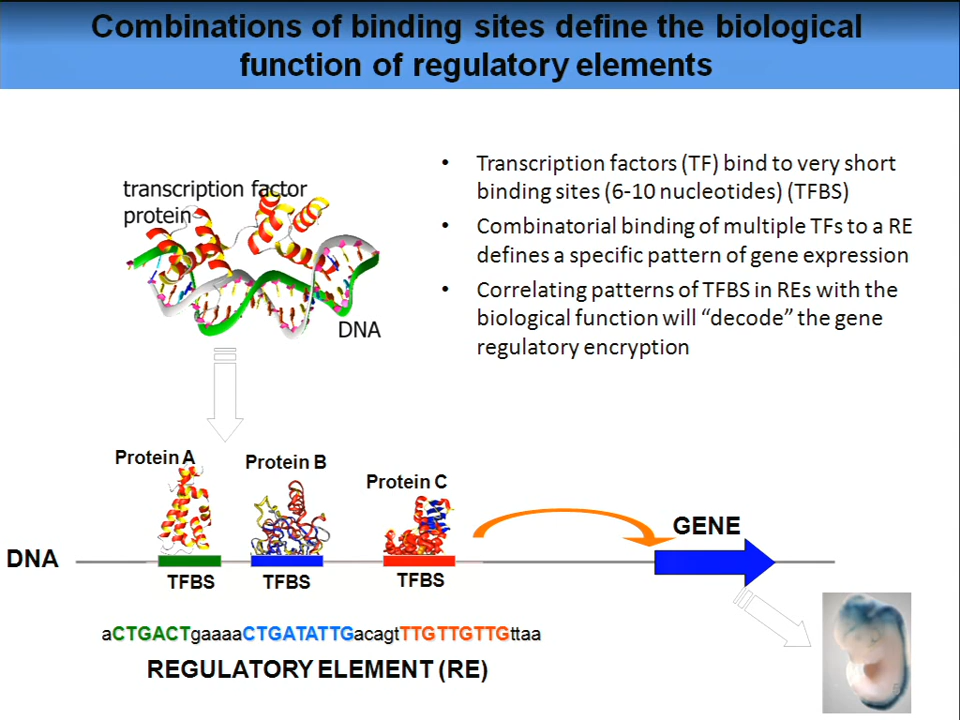 Combinations of binding sites define the biological
function of regulatory elements
transcription factor
protein
DNA
• Transcription factors (TF) bind to very short
binding sites (6-10 nucleotides) (TFBS)
• Combinatorial binding of multiple TFs to a RE
defines a specific pattern of gene expression
• Correlating patterns of TFBS in REs with the
biological function will “decode” the gene
regulatory encryption
Protein A
Protein B
Protein C
GENE
DNA
TFBS
TFBS
TFBS
aCTGACTgaaaaCTGATATTGacagtTTGTTGTTGttaa
REGULATORY ELEMENT (RE)